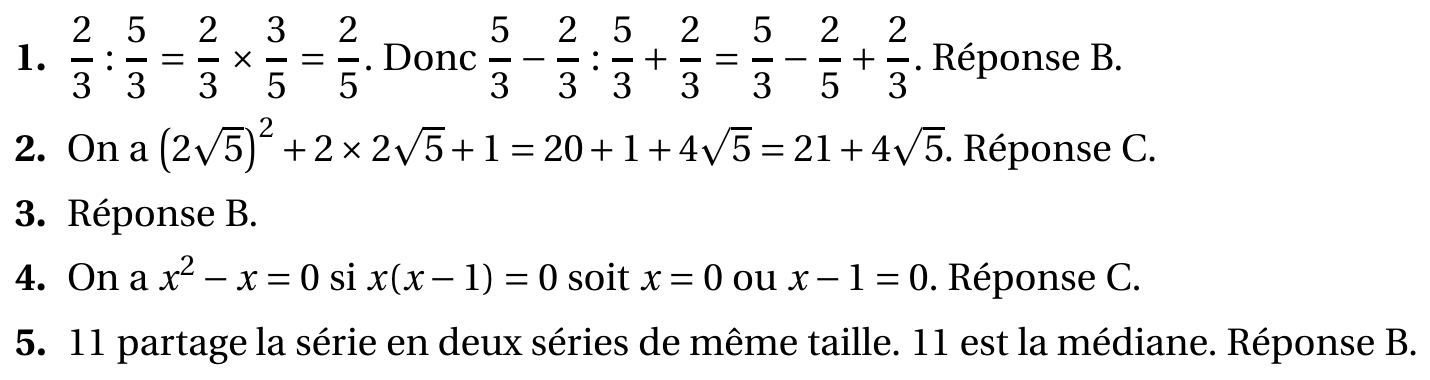 1. 2/3 : 5/3 = 2/3 × 3/5 = 2/5. Donc 5/3 − 2/3 : 5/3 + 2/3 = 5/3 − 2/5 + 2/3. Réponse B.
2. On a (2√5)² + 2 × 2√5 + 1 = 20 + 1 + 4√5 = 21 + 4√5. Réponse C.
3. Réponse B.
4. On a x² − x = 0 si x(x − 1) = 0 soit x = 0 ou x − 1 = 0. Réponse C.
5. 11 partage la série en deux séries de même taille. 11 est la médiane. Réponse B.